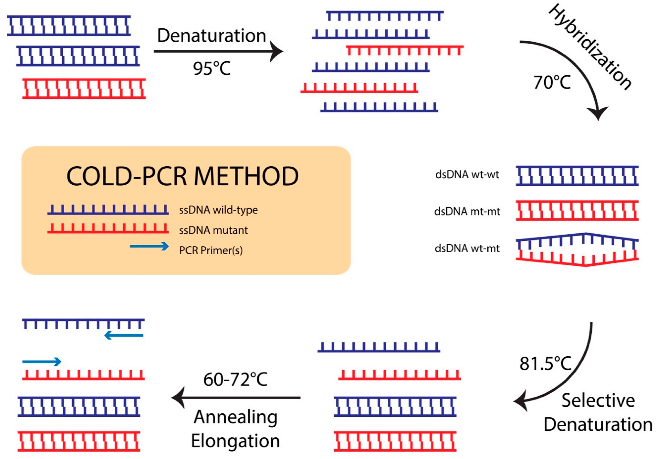 Denaturation
95°C
Hybridization
70°C
COLD-PCR METHOD
ssDNA wild-type
ssDNA mutant
PCR Primer(s)
dsDNA wt-wt
dsDNA mt-mt
dsDNA wt-mt
81.5°C
Selective
Denaturation
60-72°C
Annealing
Elongation